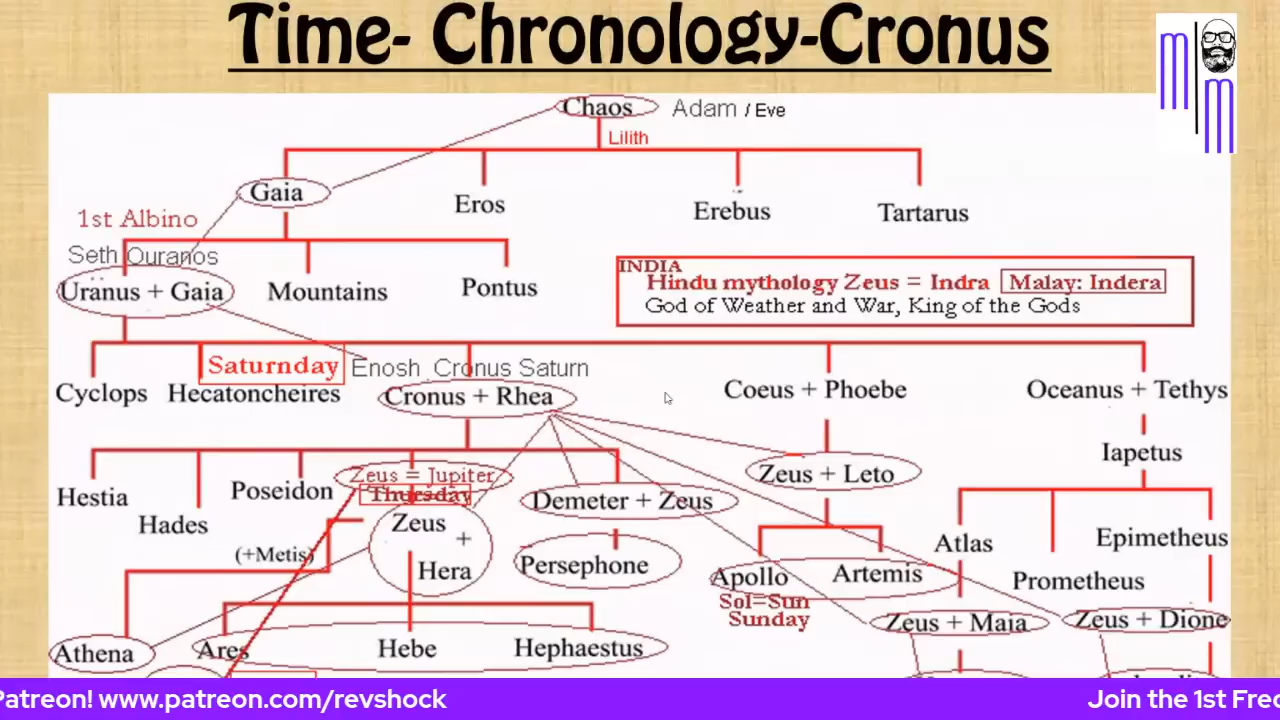 Time- Chronology-Cronus
m m
Chaos Adam / Eve
Lilith
Gaia Eros Erebus Tartarus
1st Albino
Seth Ouranos
Uranus + Gaia Mountains Pontus
INDIA
Hindu mythology Zeus = Indra Malay: Indera
God of Weather and War, King of the Gods
Saturnday Enosh Cronus Saturn
Cyclops Hecatoncheires Cronus + Rhea Coeus + Phoebe Oceanus + Tethys
Iapetus
Zeus = Jupiter
Thursday
Hestia Hades Poseidon Zeus + Hera Demeter + Zeus Zeus + Leto
(+Metis) Persephone Apollo Artemis Atlas Prometheus Epimetheus
Sol=Sun
Sunday
Zeus + Maia Zeus + Dione
Athena Ares Hebe Hephaestus
Patreon! www.patreon.com/revshock Join the 1st Free